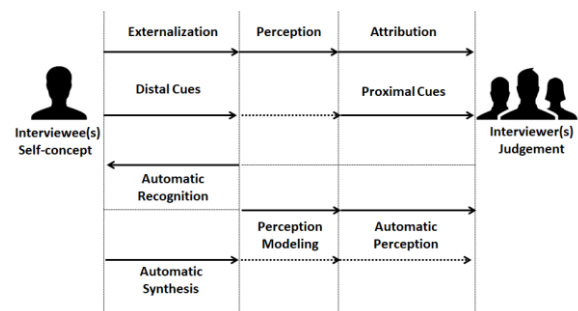 Externalization
Perception
Attribution
Distal Cues
Proximal Cues
Interviewee(s)
Self-concept
Interviewer(s)
Judgement
Automatic
Recognition
Perception
Modeling
Automatic
Perception
Automatic
Synthesis